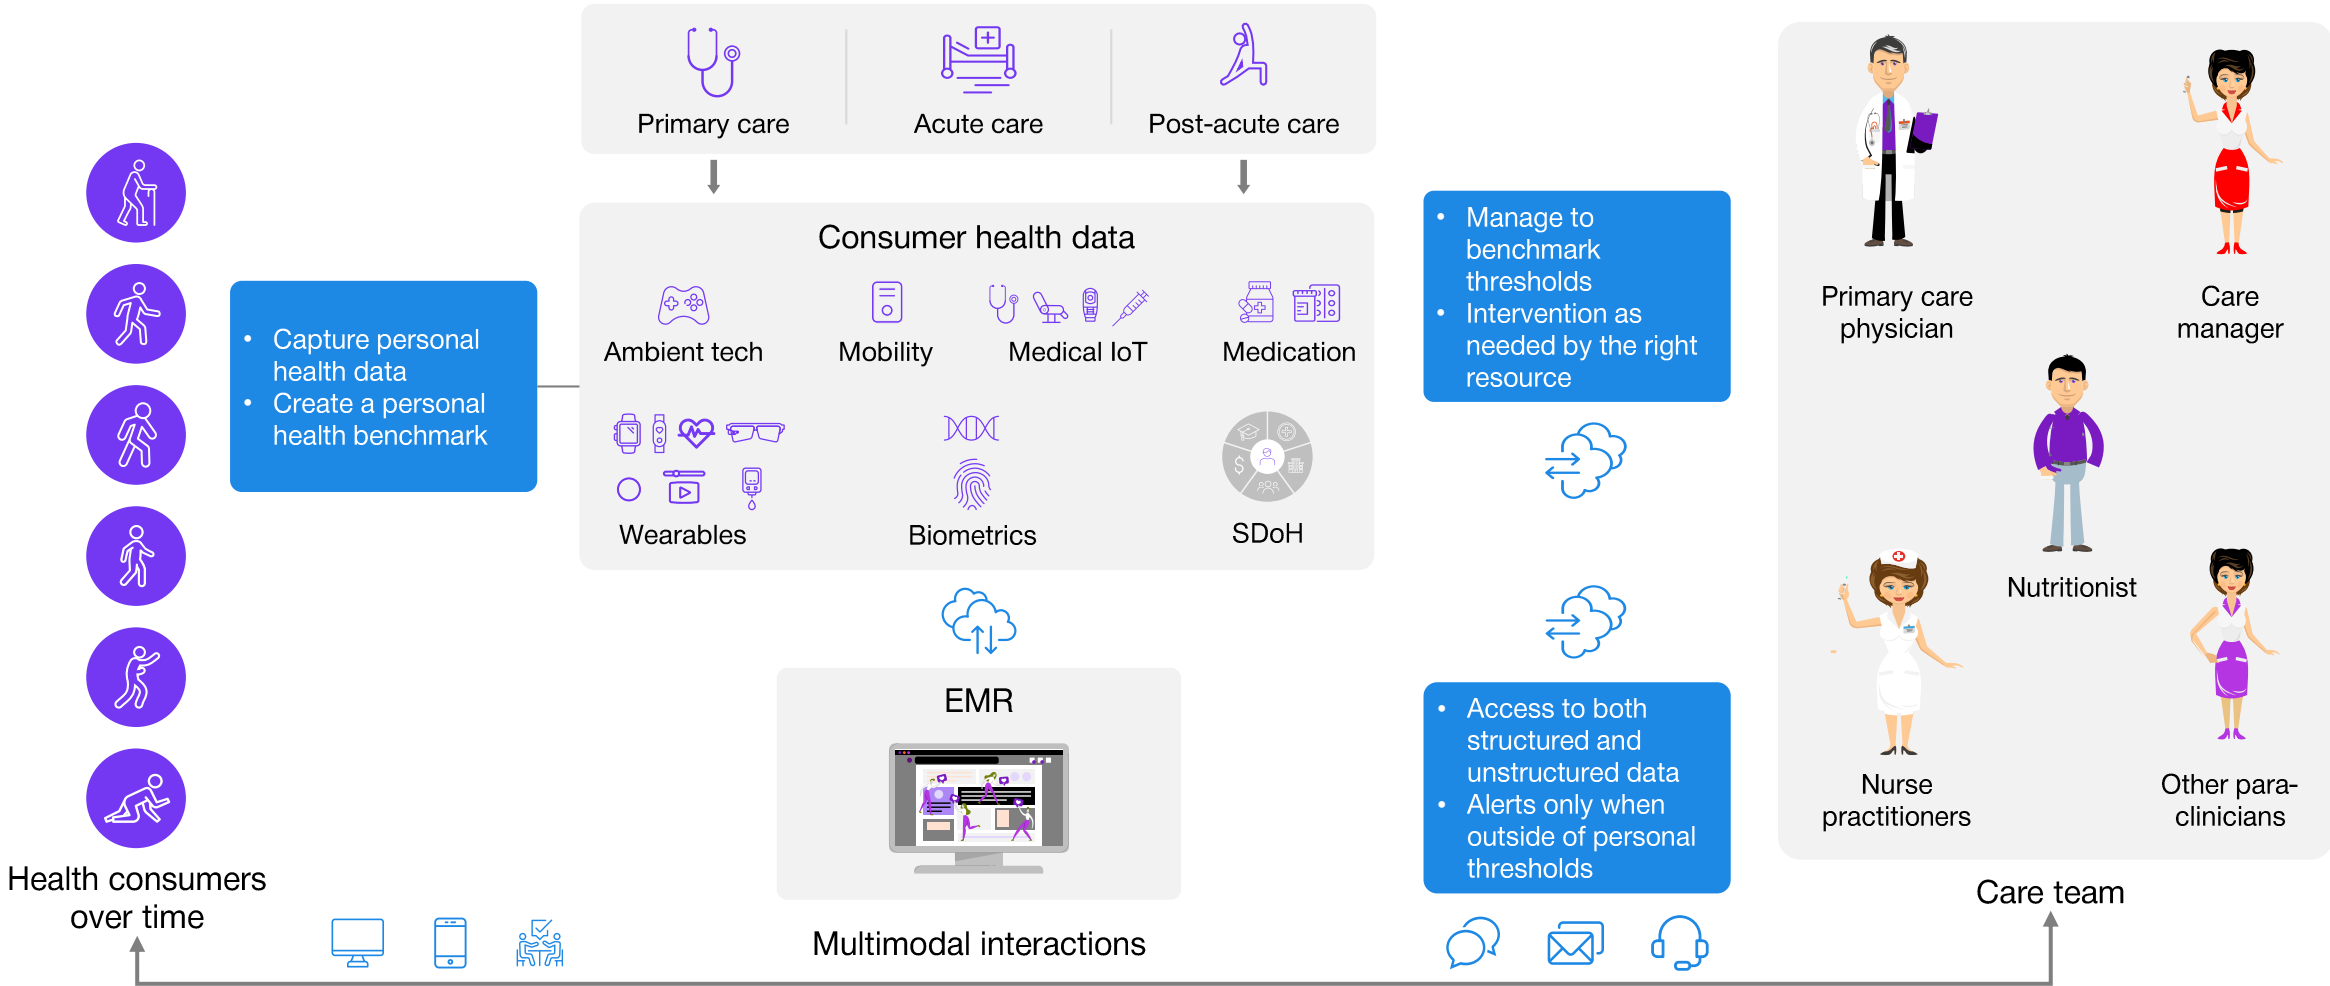 Primary care
Acute care
Post-acute care
Consumer health data
Ambient tech
Mobility
Medical IoT
Medication
Wearables
Biometrics
SDoH
• Capture personal
health data
• Create a personal
health benchmark
Health consumers
over time
EMR
Multimodal interactions
• Manage to
benchmark
thresholds
• Intervention as
needed by the right
resource
• Access to both
structured and
unstructured data
• Alerts only when
outside of personal
thresholds
Primary care
physician
Care
manager
Nutritionist
Nurse
practitioners
Other para-
clinicians
Care team